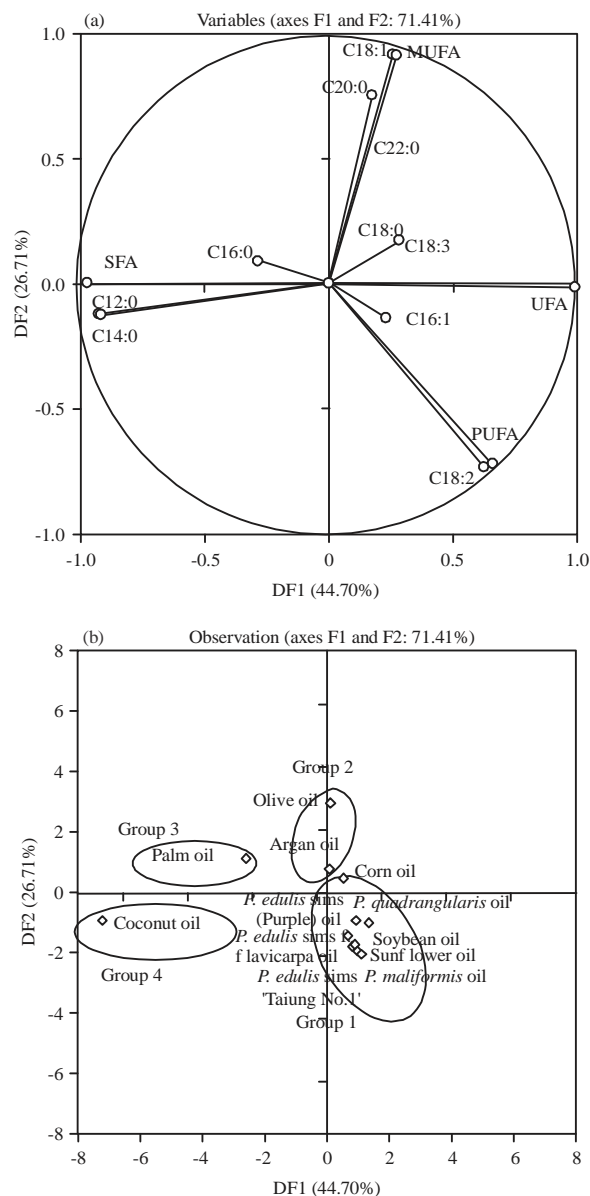 (a) Variables (axes F1 and F2: 71.41%)
1.0
C18:1 MUFA
C20:0
0.5
C22:0
C18:0
C16:0 C18:3
SFA
0.0
C12:0 UFA
C16:1
C14:0
DF2 (26.71%)
-0.5
PUFA
C18:2
-1.0
-1.0 -0.5 0 0.5 1.0
DF1 (44.70%)
(b) Observation (axes F1 and F2: 71.41%)
8
6
4
Group 2
Olive oil
2
Group 3
Argan oil
Palm oil
Corn oil
0
P. edulis sims P. quadrangularis oil
(Purple) oil
Coconut oil
P. edulis sims f
Soybean oil
f lavicarpa oil Sunf lower oil
-2
Group 4
P. edulis sims P. maliformis oil
'Taiung No:1'
Group 1
DF2 (26.71%)
-4
-6
-8
-8 -6 -4 -2 0 2 4 6 8
DF1 (44.70%)